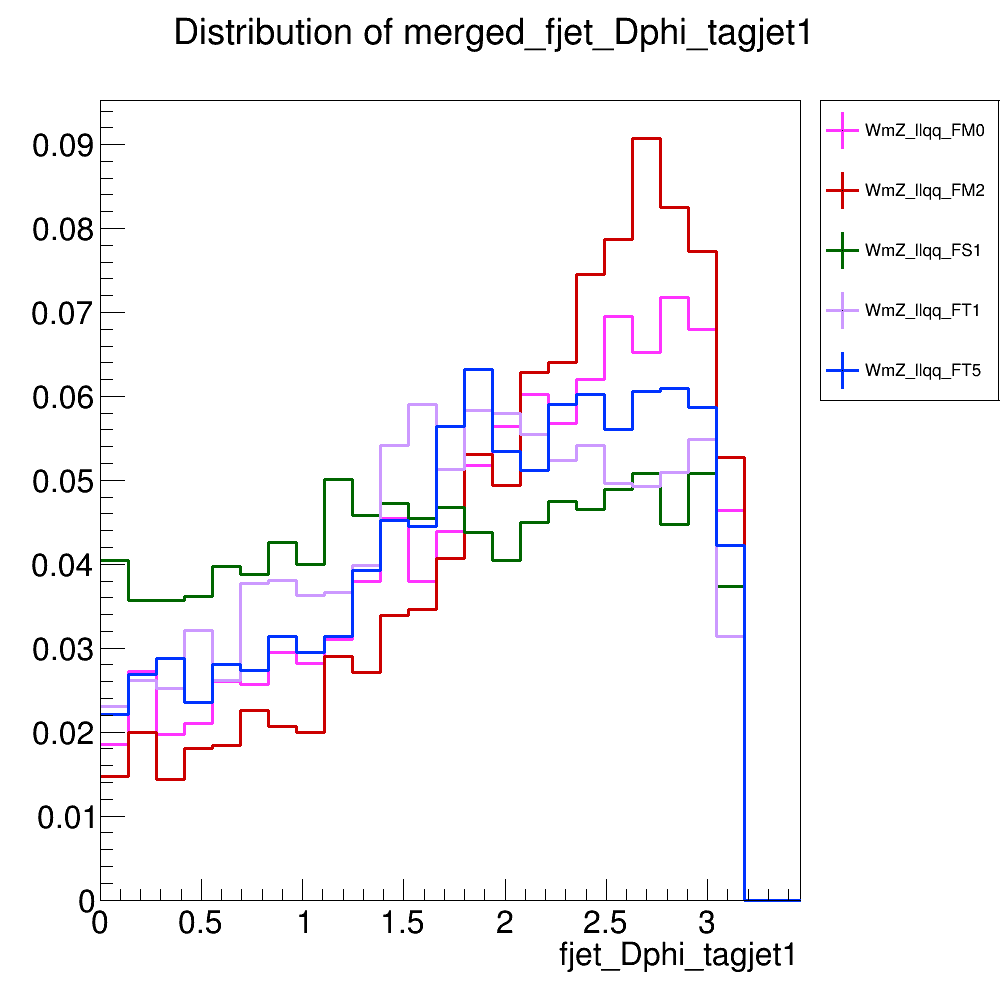 Distribution of merged_fjet_Dphi_tagjet1
WmZ_llqq_FM0
WmZ_llqq_FM2
WmZ_llqq_FS1
WmZ_llqq_FT1
WmZ_llqq_FT5
0.09
0.08
0.07
0.06
0.05
0.04
0.03
0.02
0.01
0
0 0.5 1 1.5 2 2.5 3
fjet_Dphi_tagjet1